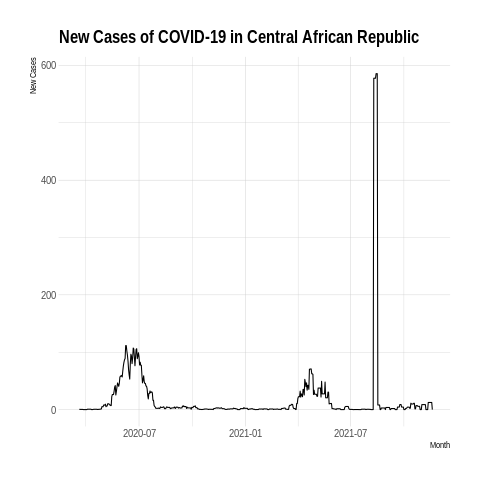 New Cases of COVID-19 in Central African Republic
New Cases
600
400
200
0
2020-07
2021-01
2021-07
Month